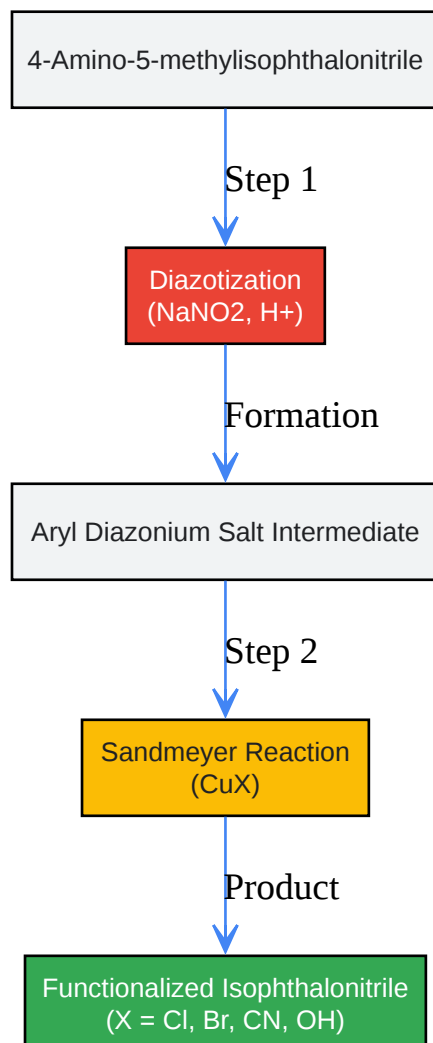 4-Amino-5-methylisophthalonitrile
Step 1
Diazotization
(NaNO2, H+)
Formation
Aryl Diazonium Salt Intermediate
Step 2
Sandmeyer Reaction
(CuX)
Product
Functionalized Isophthalonitrile
(X = Cl, Br, CN, OH)